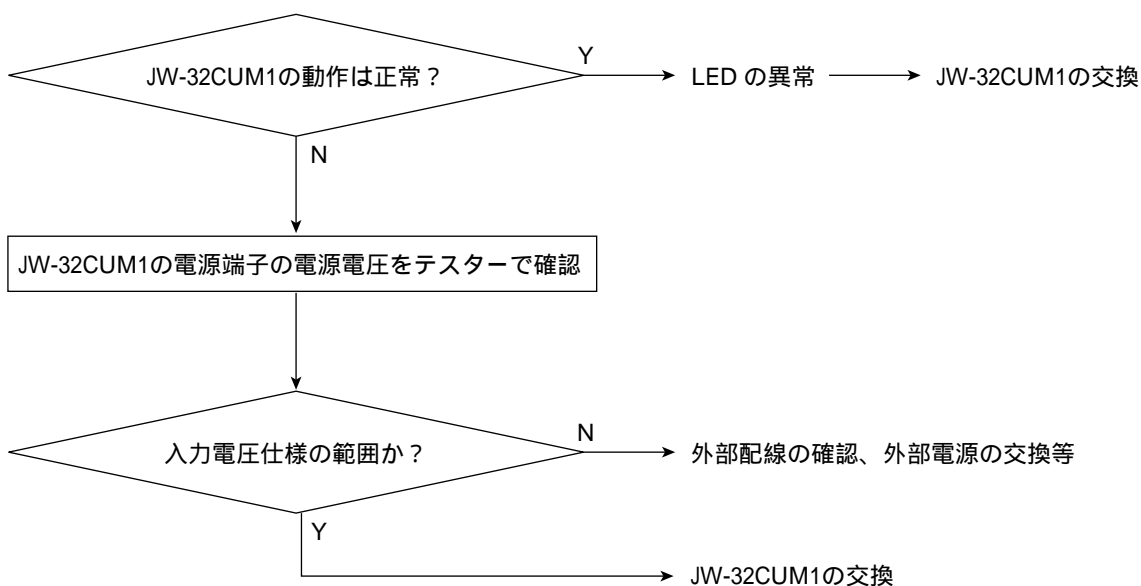 JW-32CUM1の動作は正常？
Y
LED の異常
JW-32CUM1の交換
N
JW-32CUM1の電源端子の電源電圧をテスターで確認
入力電圧仕様の範囲か？
N
外部配線の確認、外部電源の交換等
Y
JW-32CUM1の交換